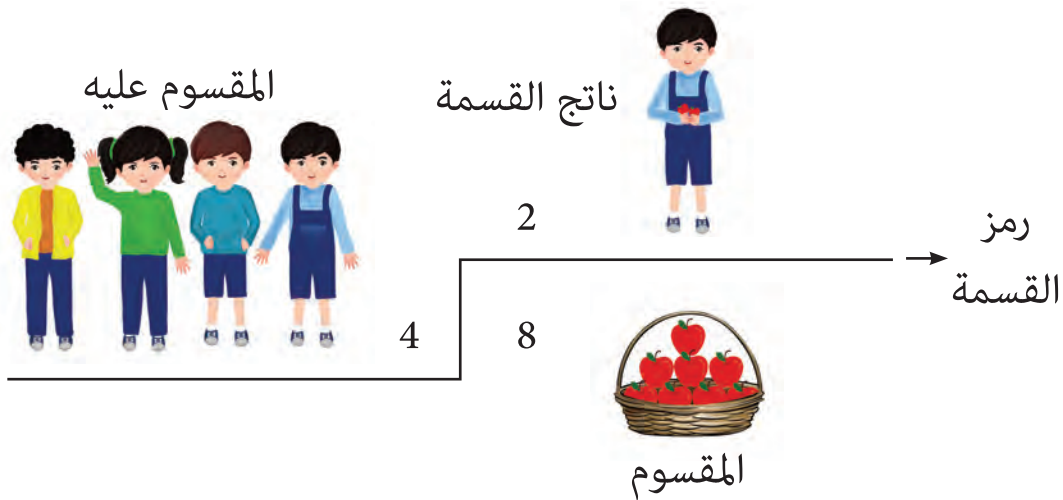 المقسوم عليه
ناتج القسمة
2
رمز
القسمة
4
8
المقسوم